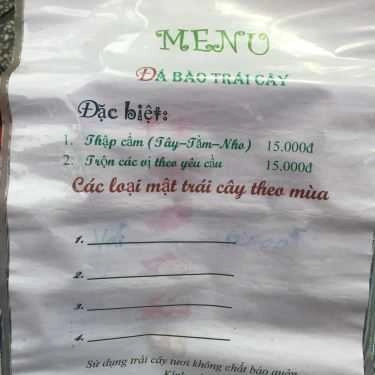 MENU
ĐÁ BÀO TRÁI CÂY
Đặc biệt:
1. Thập cẩm (Tây-Tầm-Nho) 15.000đ
2. Trộn các vị theo yêu cầu 15.000đ
Các loại mật trái cây theo mùa
1.
2.
3.
4.
Sử dụng trái cây tươi không chất bảo quản